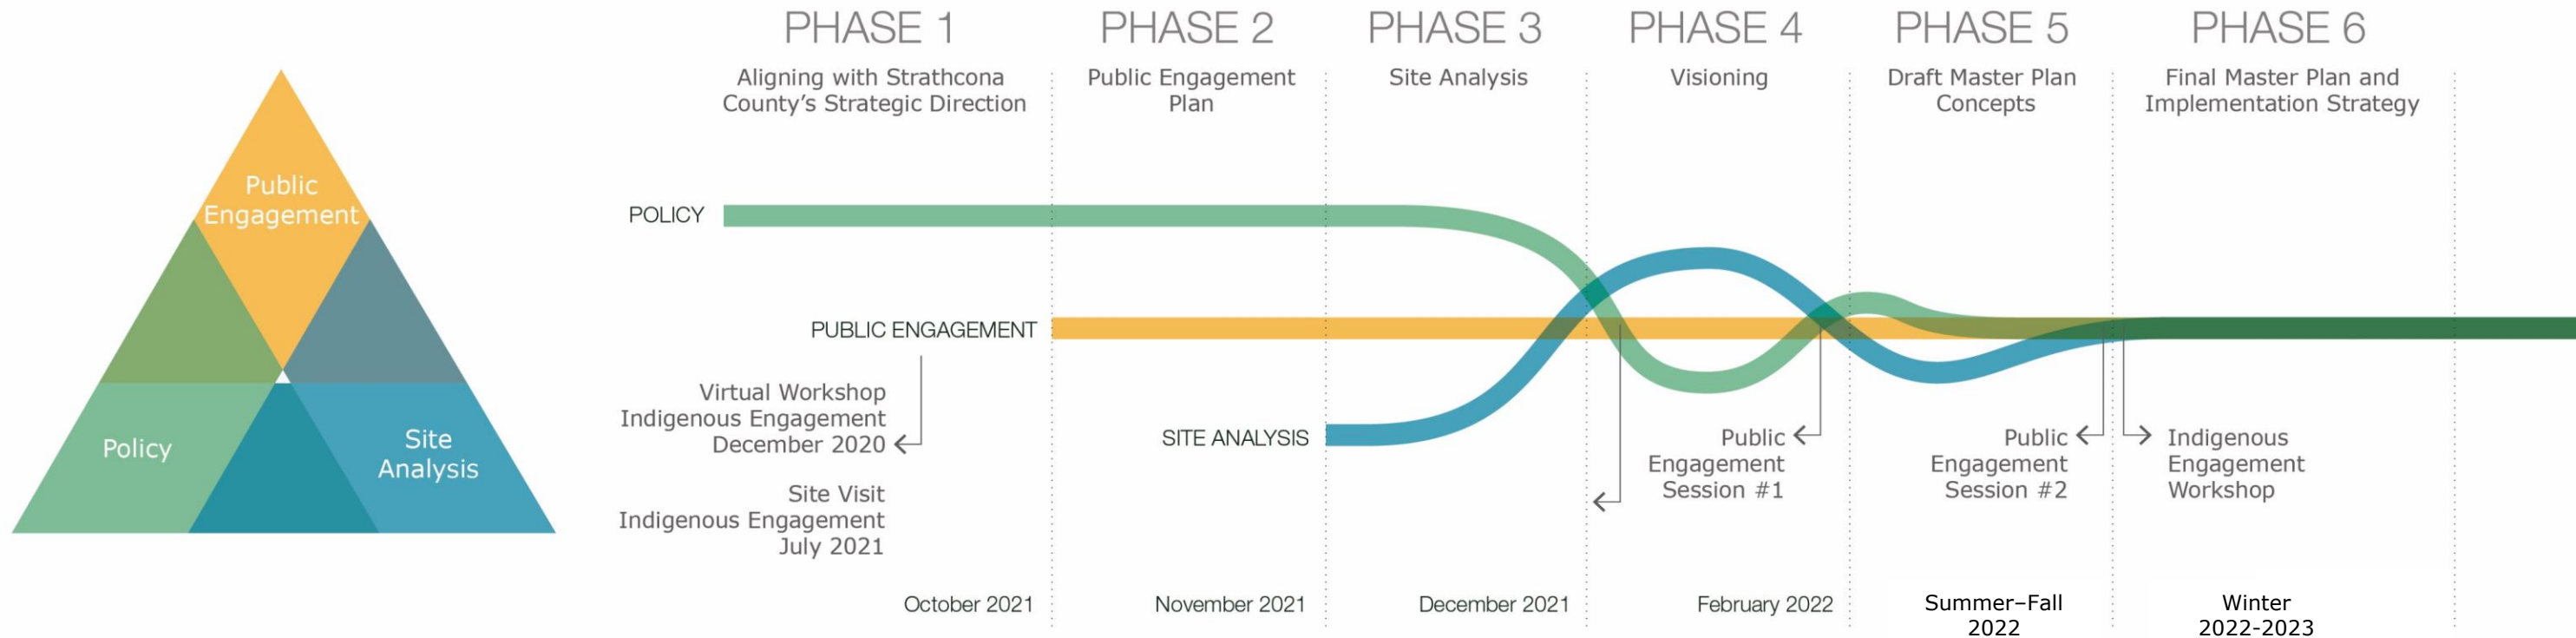 Public
Engagement
Policy
Site
Analysis
PHASE 1
Aligning with Strathcona
County's Strategic Direction
PHASE 2
Public Engagement
Plan
PHASE 3
Site Analysis
PHASE 4
Visioning
PHASE 5
Draft Master Plan
Concepts
PHASE 6
Final Master Plan and
Implementation Strategy
POLICY
PUBLIC ENGAGEMENT
Virtual Workshop
Indigenous Engagement
December 2020
Site Visit
Indigenous Engagement
July 2021
SITE ANALYSIS
Public
Engagement
Session #1
Public
Engagement
Session #2
Indigenous
Engagement
Workshop
October 2021
November 2021
December 2021
February 2022
Summer–Fall
2022
Winter
2022-2023